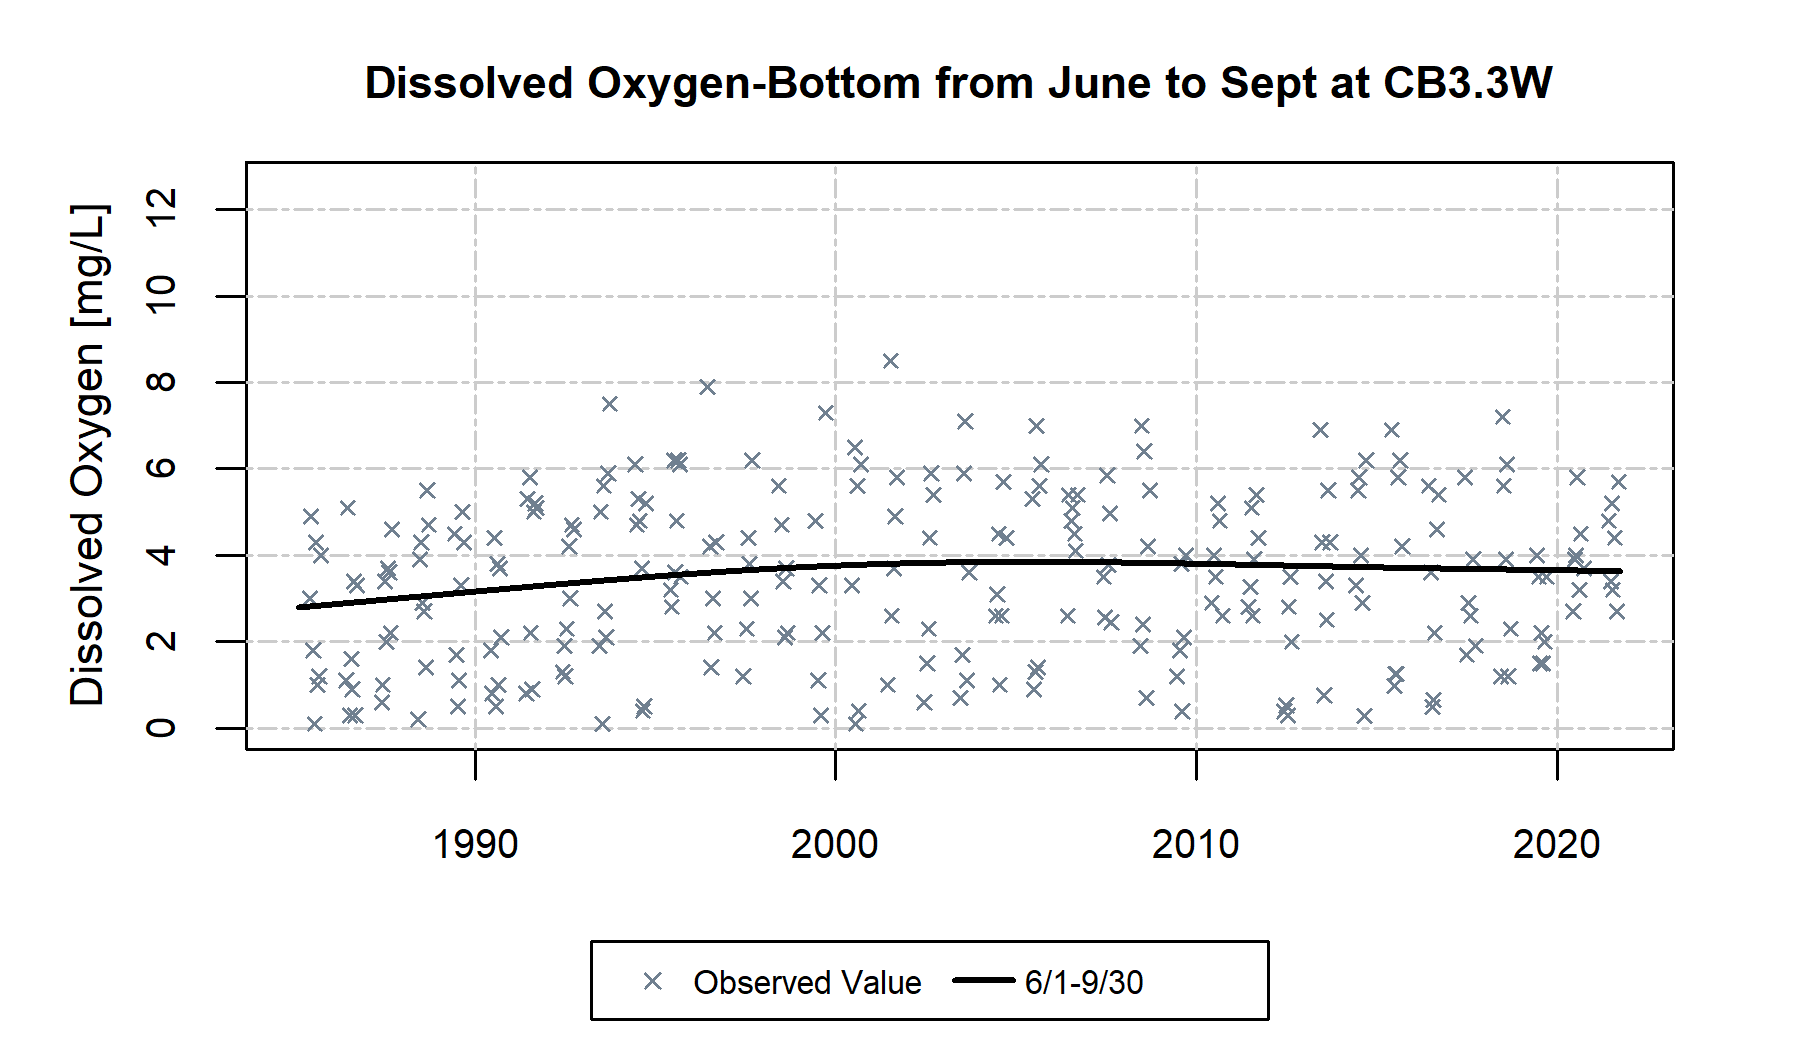 Dissolved Oxygen-Bottom from June to Sept at CB3.3W
Dissolved Oxygen [mg/L]
12
10
8
6
4
2
0
1990 2000 2010 2020
Observed Value 6/1-9/30